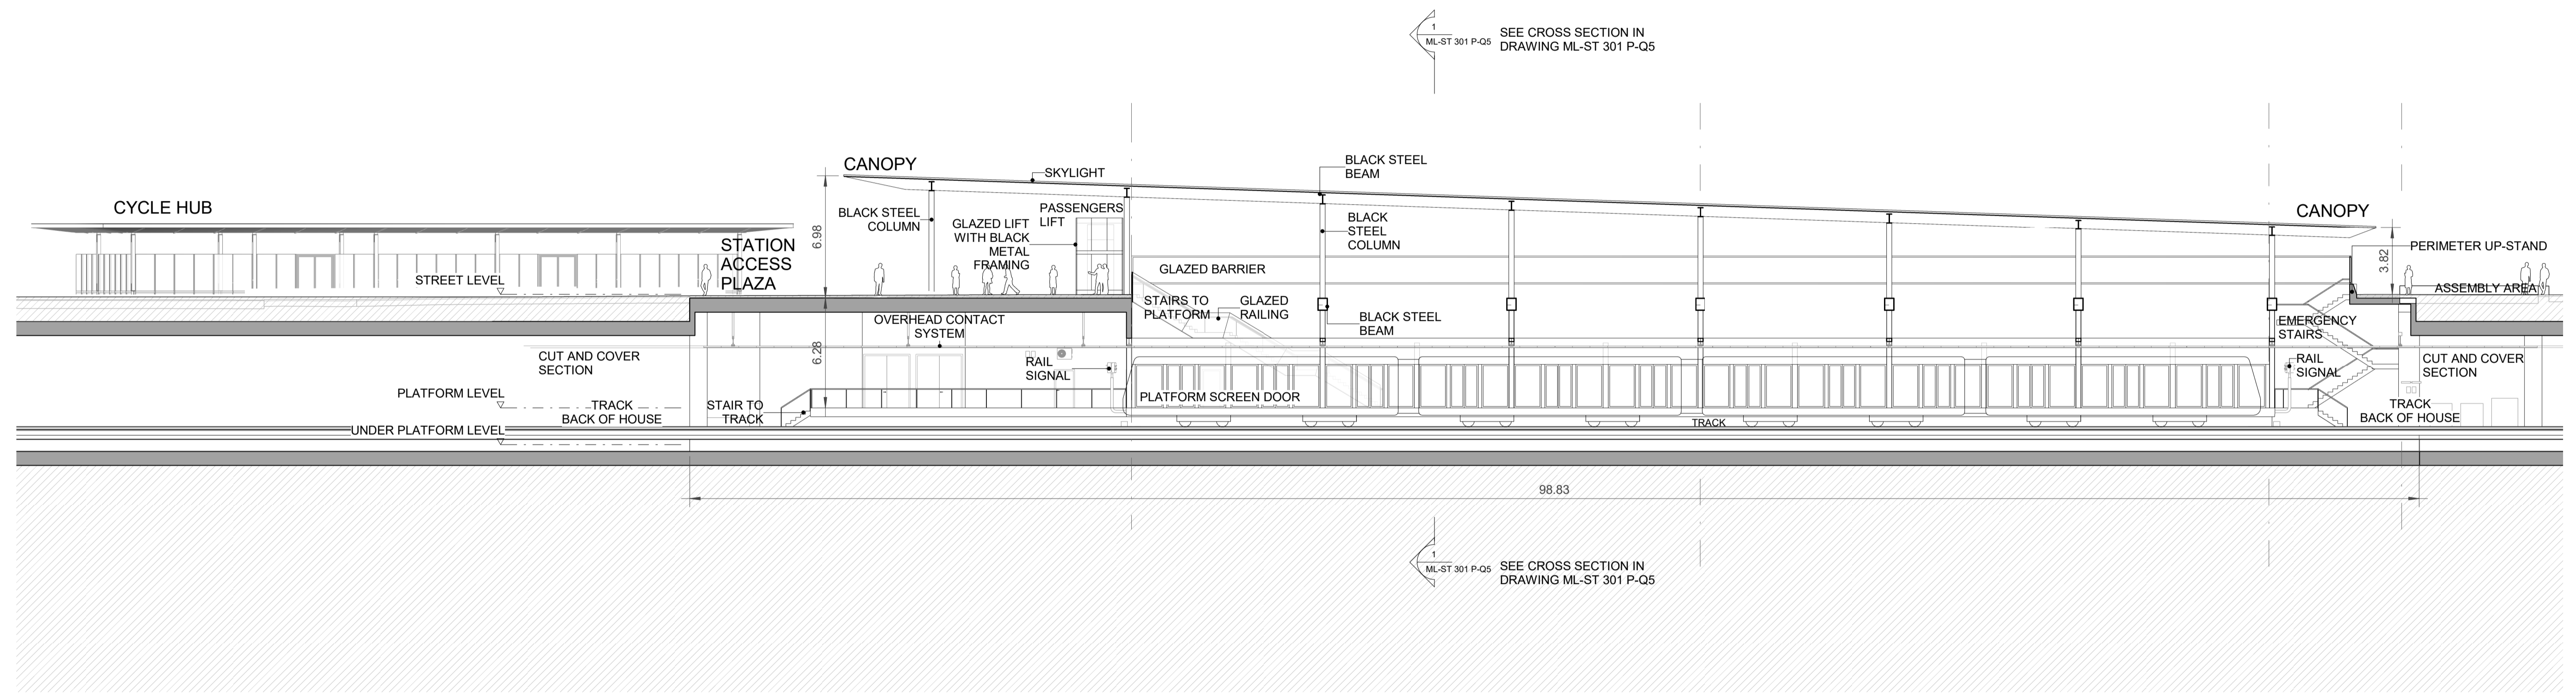 1
ML-ST 301 P-Q5
SEE CROSS SECTION IN
DRAWING ML-ST 301 P-Q5
CYCLE HUB
STATION
ACCESS
PLAZA
STREET LEVEL
CANOPY
SKYLIGHT
6.98
BLACK STEEL
COLUMN
GLAZED LIFT
WITH BLACK
METAL
FRAMING
PASSENGERS
LIFT
BLACK STEEL
BEAM
BLACK
STEEL
COLUMN
GLAZED BARRIER
STAIRS TO
PLATFORM
GLAZED
RAILING
BLACK STEEL
BEAM
CANOPY
PERIMETER UP-STAND
3.82
ASSEMBLY AREA
EMERGENCY
STAIRS
OVERHEAD CONTACT
SYSTEM
6.28
CUT AND COVER
SECTION
RAIL
SIGNAL
RAIL
SIGNAL
CUT AND COVER
SECTION
PLATFORM LEVEL
TRACK
BACK OF HOUSE
STAIR TO
TRACK
PLATFORM SCREEN DOOR
TRACK
TRACK
BACK OF HOUSE
UNDER PLATFORM LEVEL
98.83
1
ML-ST 301 P-Q5
SEE CROSS SECTION IN
DRAWING ML-ST 301 P-Q5